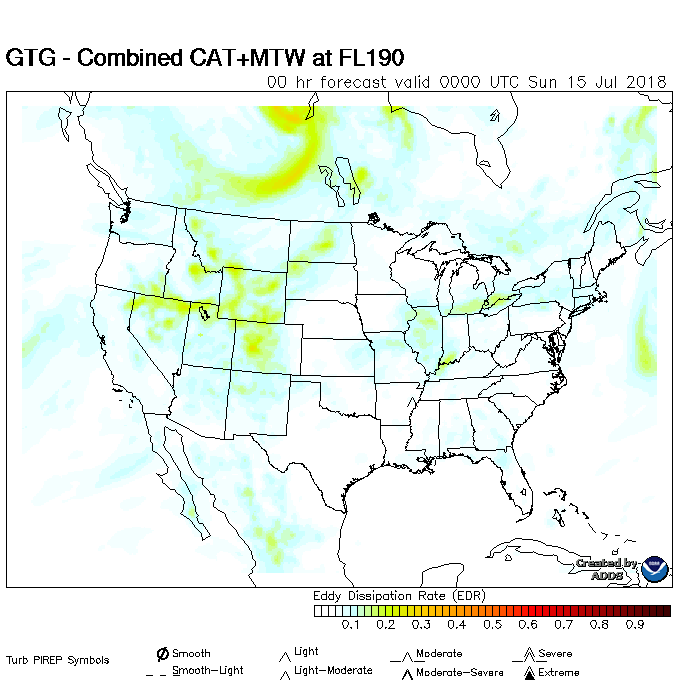 GTG - Combined CAT+MTW at FL190
00 hr forecast valid 0000 UTC Sun 15 Jul 2018
Created by
ADDS
Eddy Dissipation Rate (EDR)
0.1 0.2 0.3 0.4 0.5 0.6 0.7 0.8 0.9
Turb PIREP Symbols
Smooth Light Moderate Severe
Smooth-Light Light-Moderate Moderate-Severe Extreme